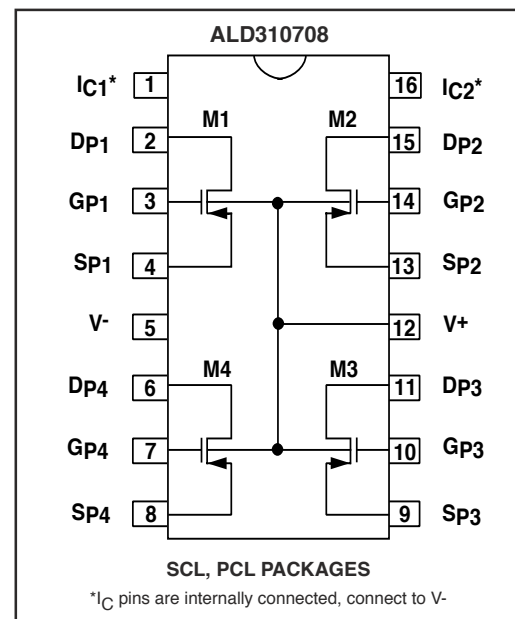 ALD310708
IC1* 1 16 IC2*
M1 M2
DP1 2 15 DP2
GP1 3 14 GP2
SP1 4 13 SP2
V- 5 12 V+
M4 M3
DP4 6 11 DP3
GP4 7 10 GP3
SP4 8 9 SP3
SCL, PCL PACKAGES
*IC pins are internally connected, connect to V-